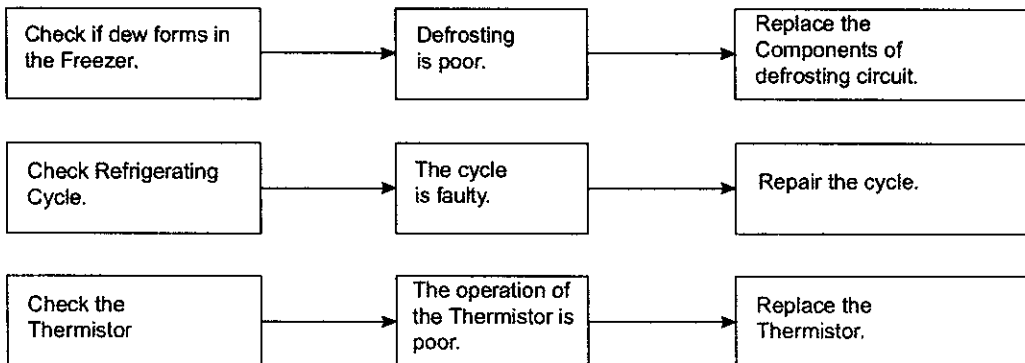 Check if dew forms in
the Freezer.
Defrosting
is poor.
Replace the
Components of
defrosting circuit.
Check Refrigerating
Cycle.
The cycle
is faulty.
Repair the cycle.
Check the
Thermistor
The operation of
the Thermistor is
poor.
Replace the
Thermistor.